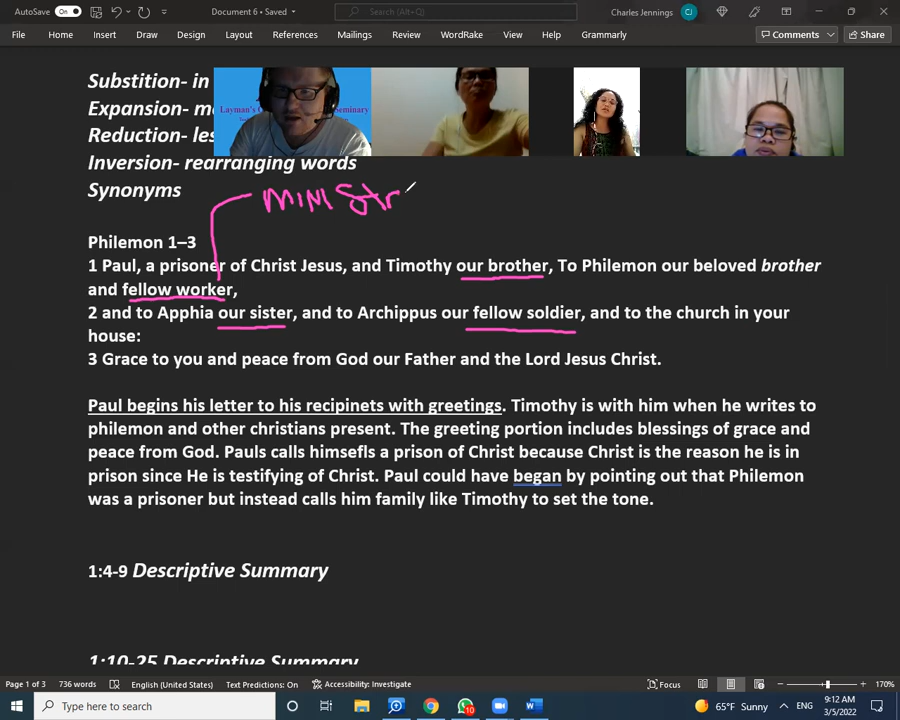 AutoSave On Document 6 • Saved Search (Alt+Q) Charles Jennings CJ
File Home Insert Draw Design Layout References Mailings Review WordRake View Help Grammarly Comments Share
Substition- in
Expansion- m
Layman's Seminary
Reduction- les
Inversion- rearranging words
Synonyms
MINIStr
Philemon 1–3
1 Paul, a prisoner of Christ Jesus, and Timothy our brother, To Philemon our beloved brother
and fellow worker,
2 and to Apphia our sister, and to Archippus our fellow soldier, and to the church in your
house:
3 Grace to you and peace from God our Father and the Lord Jesus Christ.
Paul begins his letter to his recipinets with greetings. Timothy is with him when he writes to
philemon and other christians present. The greeting portion includes blessings of grace and
peace from God. Pauls calls himsefls a prison of Christ because Christ is the reason he is in
prison since He is testifying of Christ. Paul could have began by pointing out that Philemon
was a prisoner but instead calls him family like Timothy to set the tone.
1:4-9 Descriptive Summary
1:10-25 Descriptive Summary
Page 1 of 3 736 words English (United States) Text Predictions: On Accessibility: Investigate Focus 170%
Type here to search 10 65°F Sunny ENG 9:12 AM
3/5/2022